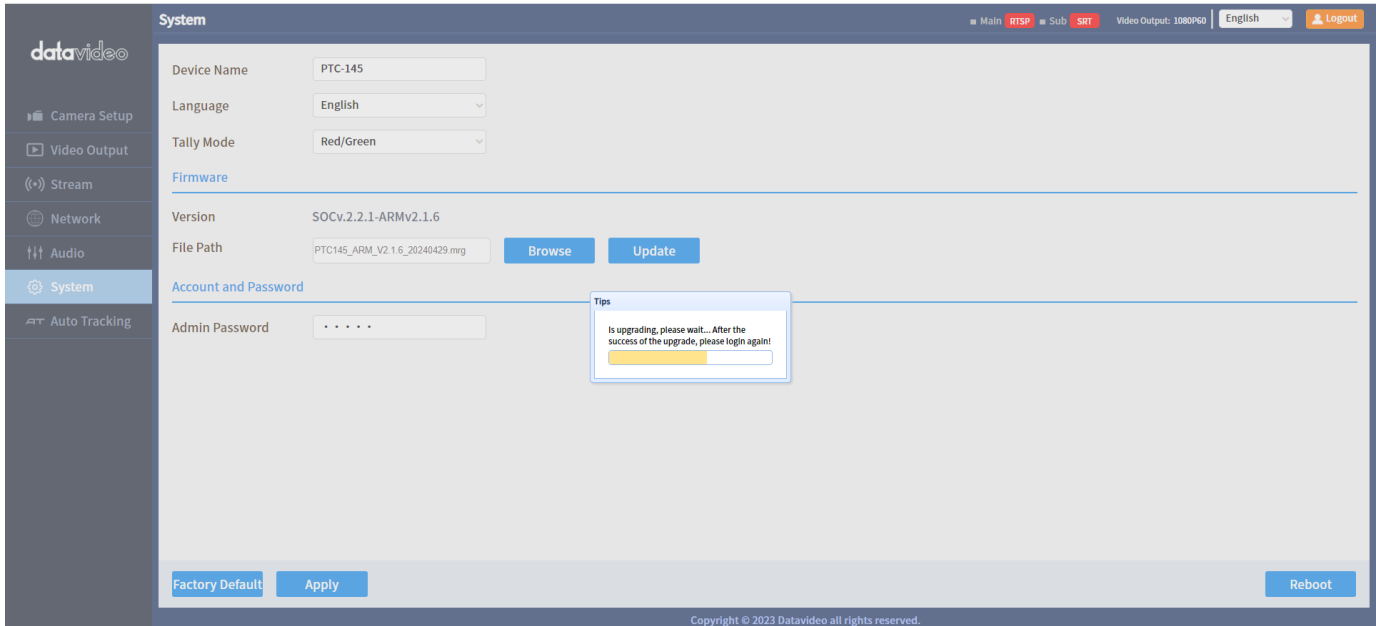 System
Main RTSP Sub SRT Video Output: 1080P60 English Logout
datavideo
Camera Setup
Video Output
Stream
Network
Audio
System
AT Auto Tracking
Device Name PTC-145
Language English
Tally Mode Red/Green
Firmware
Version SOCv.2.2.1-ARMv2.1.6
File Path PTC145_ARM_V2.1.6_20240429.mrg Browse Update
Account and Password
Admin Password • • • • •
Tips
Is upgrading, please wait... After the
success of the upgrade, please login again!
Factory Default Apply Reboot
Copyright © 2023 Datavideo all rights reserved.